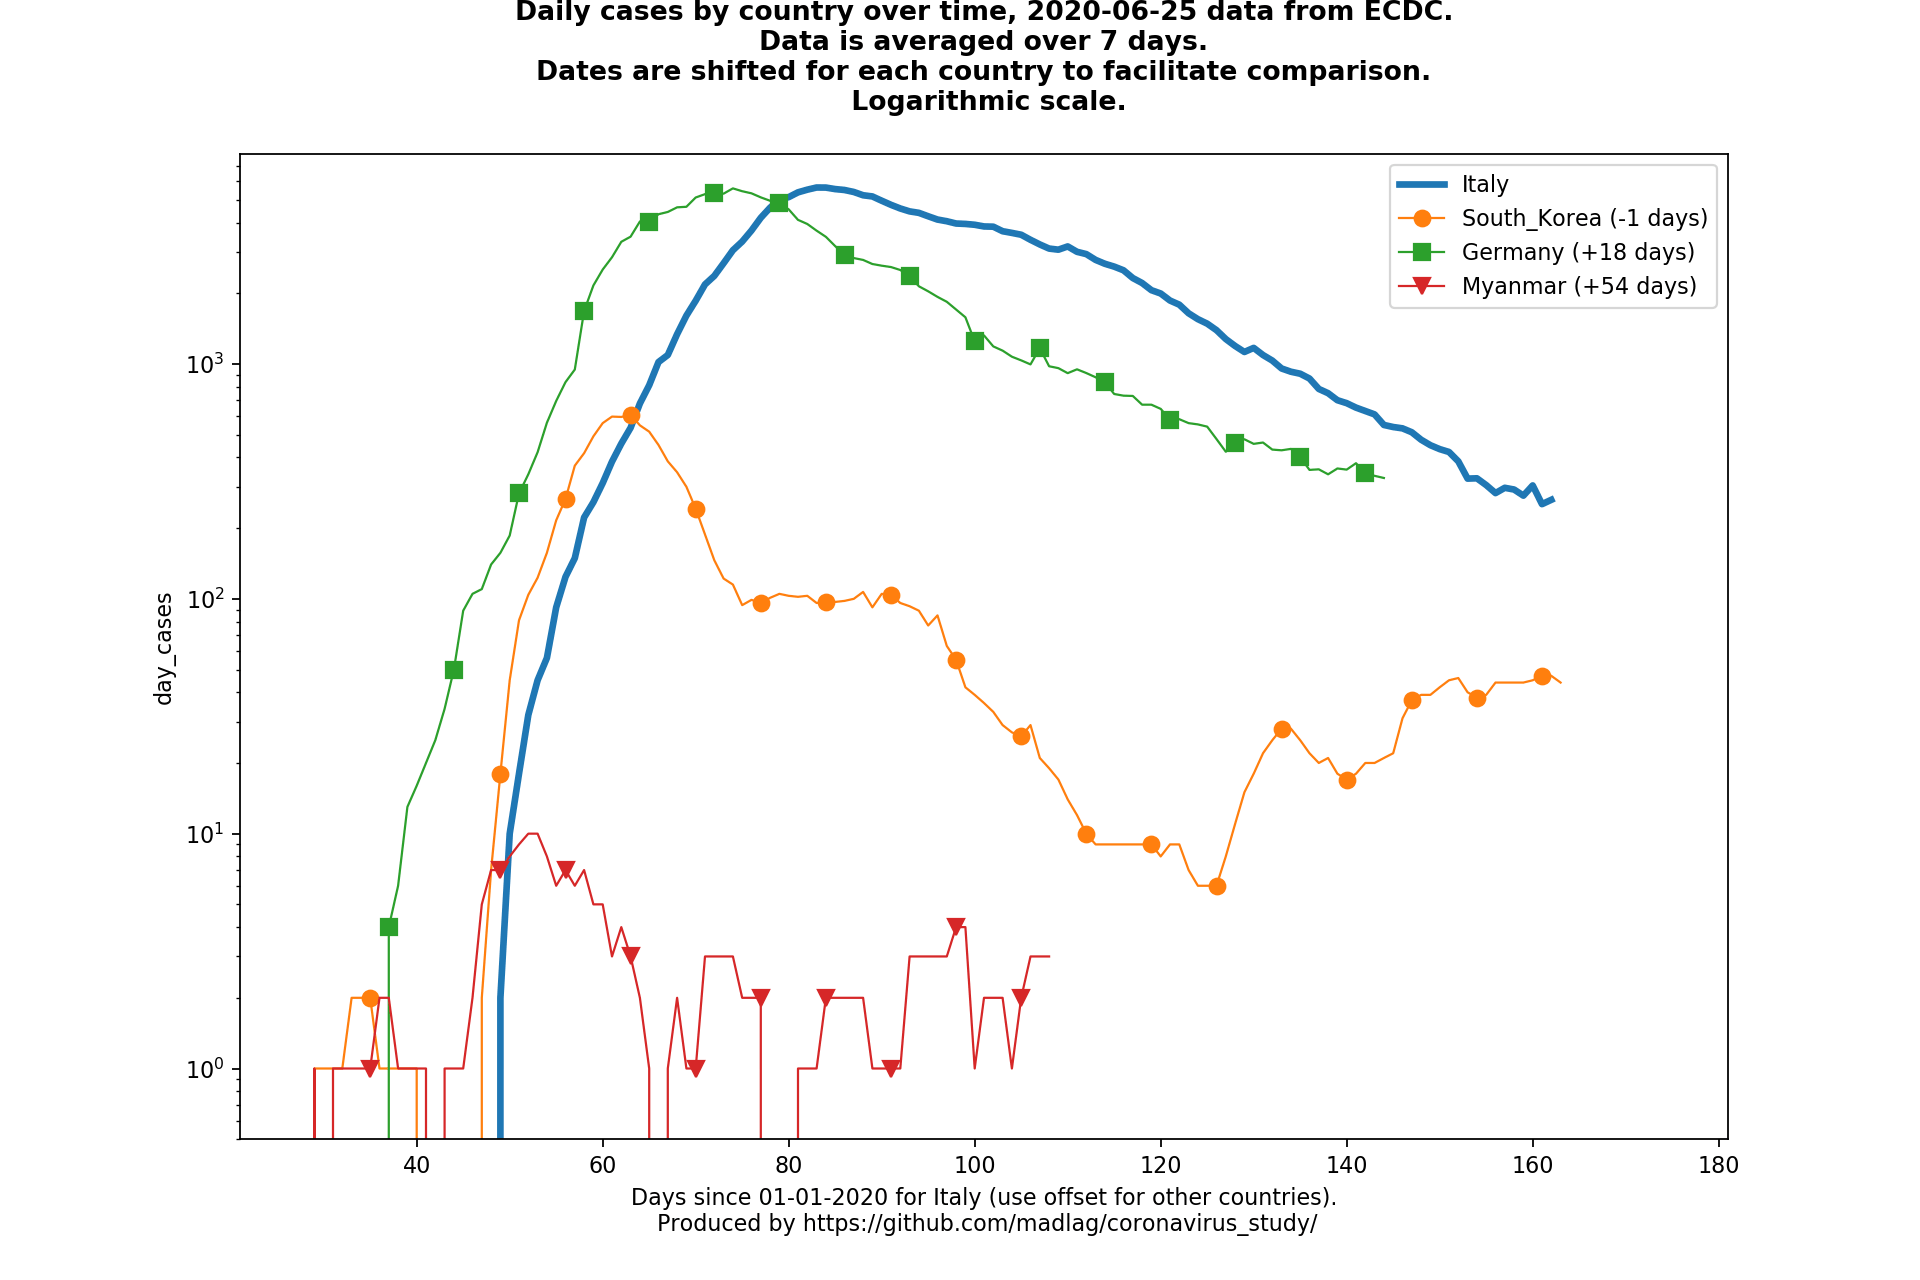 Daily cases by country over time, 2020-06-25 data from ECDC.
Data is averaged over 7 days.
Dates are shifted for each country to facilitate comparison.
Logarithmic scale.
Italy
South_Korea (-1 days)
Germany (+18 days)
Myanmar (+54 days)
day_cases
10³
10²
10¹
10⁰
40 60 80 100 120 140 160 180
Days since 01-01-2020 for Italy (use offset for other countries).
Produced by https://github.com/madlag/coronavirus_study/